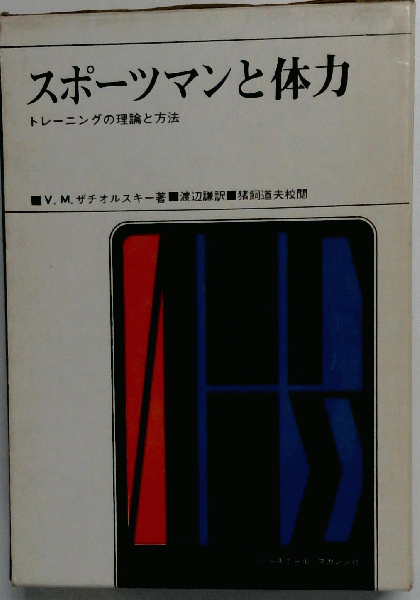 スポーツマンと体力
トレーニングの理論と方法
■V.M.ザチオルスキー著■渡辺謙訳■猪飼道夫校閲